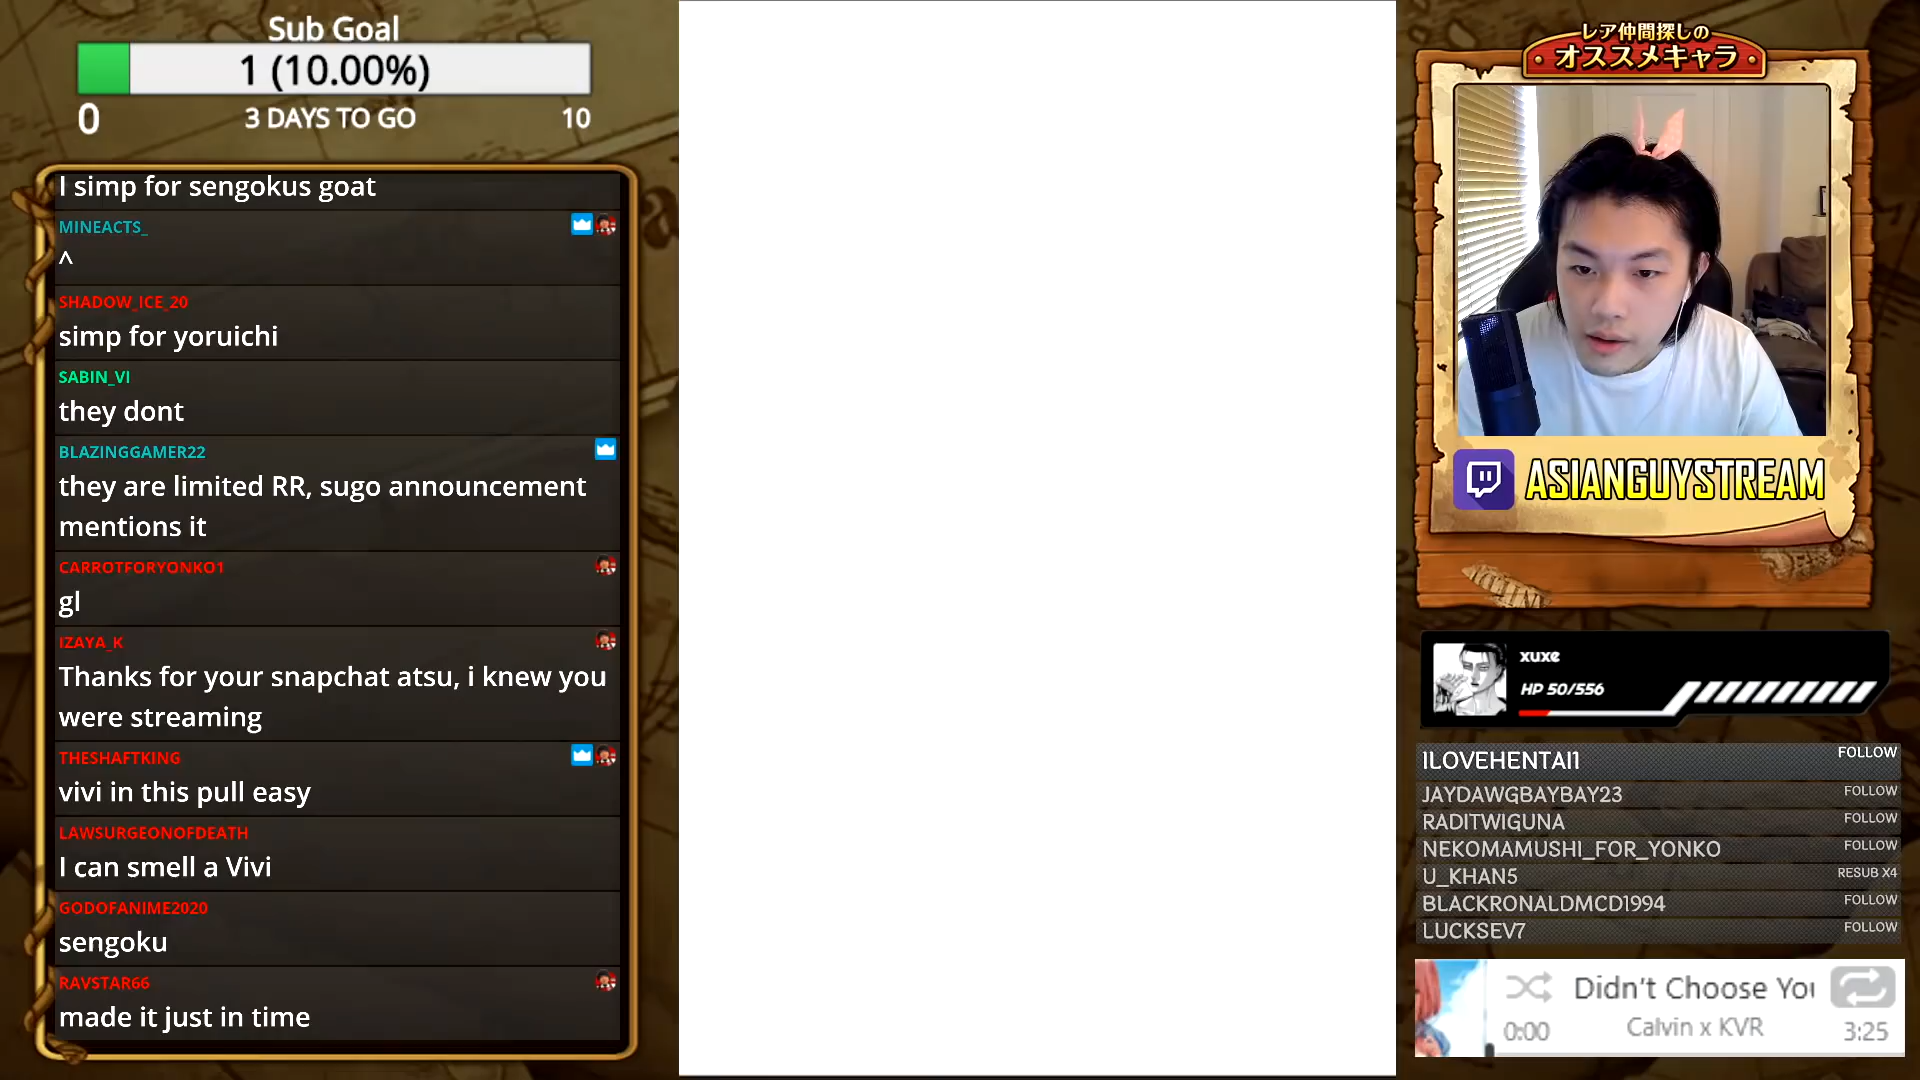 Sub Goal
1 (10.00%)
0
3 DAYS TO GO
10
I simp for sengokus goat
MINEACTS_
^
SHADOW_ICE_20
simp for yoruichi
SABIN_VI
they dont
BLAZINGGAMER22
they are limited RR, sugo announcement
mentions it
CARROTFORYONKO1
gl
IZAYA_K
Thanks for your snapchat atsu, i knew you
were streaming
THESHAFTKING
vivi in this pull easy
LAWSURGEONOFDEATH
I can smell a Vivi
GODOFANIME2020
sengoku
RAVSTAR66
made it just in time
レア仲間探しの
オススメキャラ
ASIANGUYSTREAM
xuxe
HP 50/556
ILOVEHENTAI1 FOLLOW
JAYDAWGBAYBAY23 FOLLOW
RADITWIGUNA FOLLOW
NEKOMAMUSHI_FOR_YONKO FOLLOW
U_KHAN5 RESUB X4
BLACKRONALDMCD1994 FOLLOW
LUCKSEV7 FOLLOW
Didn't Choose You
Calvin x KVR
0:00
3:25